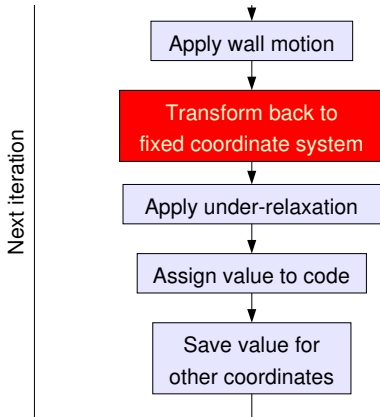 Apply wall motion
Transform back to
fixed coordinate system
Apply under-relaxation
Assign value to code
Save value for
other coordinates
Next iteration